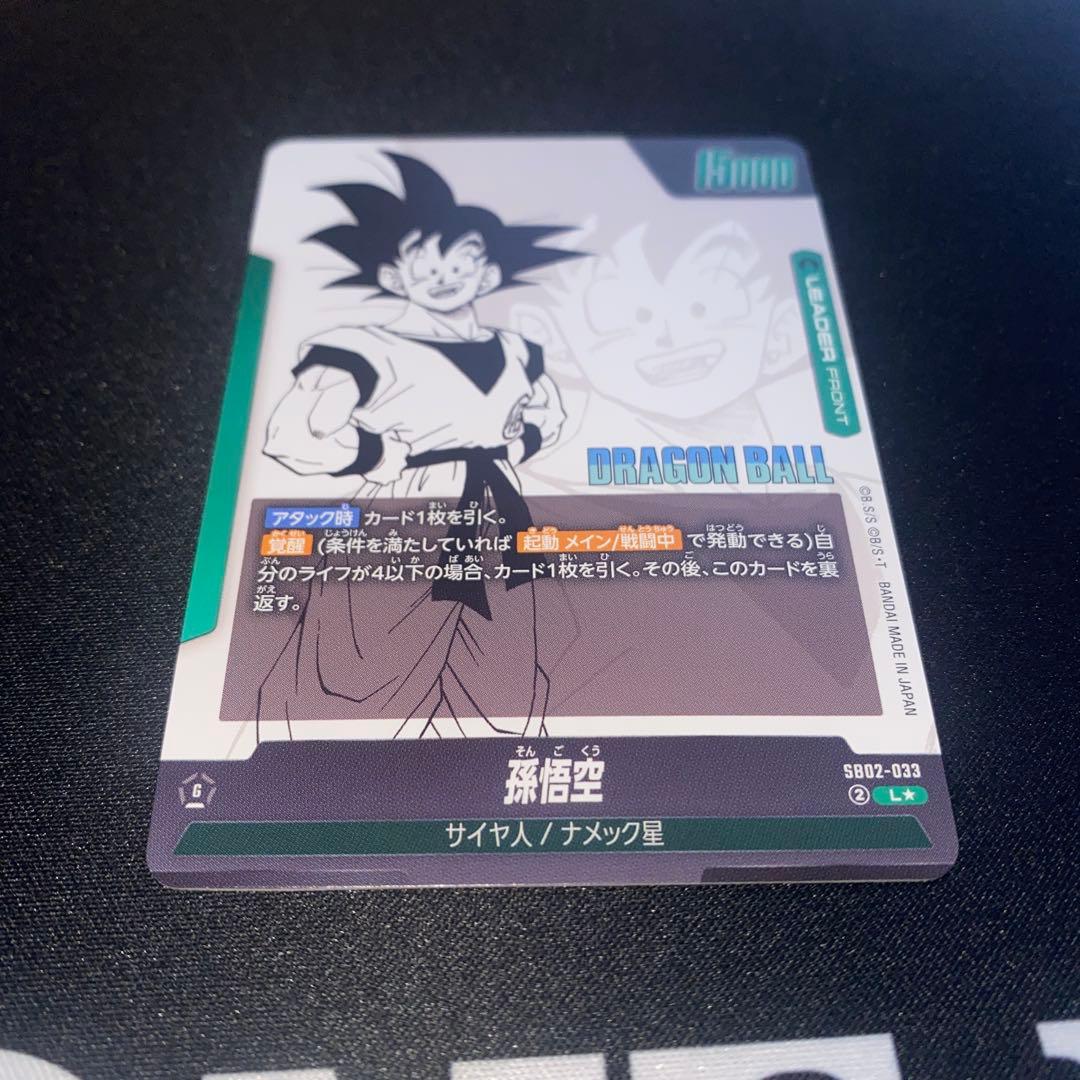 15000
LEADER FRONT
DRAGON BALL
アタック時 カード1枚を引く。
覚醒 (条件を満たしていれば 起動 メイン/戦闘中 で発動できる)自
分のライフが4以下の場合、カード1枚を引く。その後、このカードを裏
返す。
©B.S/S ©B/S・T BANDAI MADE IN JAPAN
そん ご くう
孫悟空
SB02-033
G
② L★
サイヤ人 / ナメック星